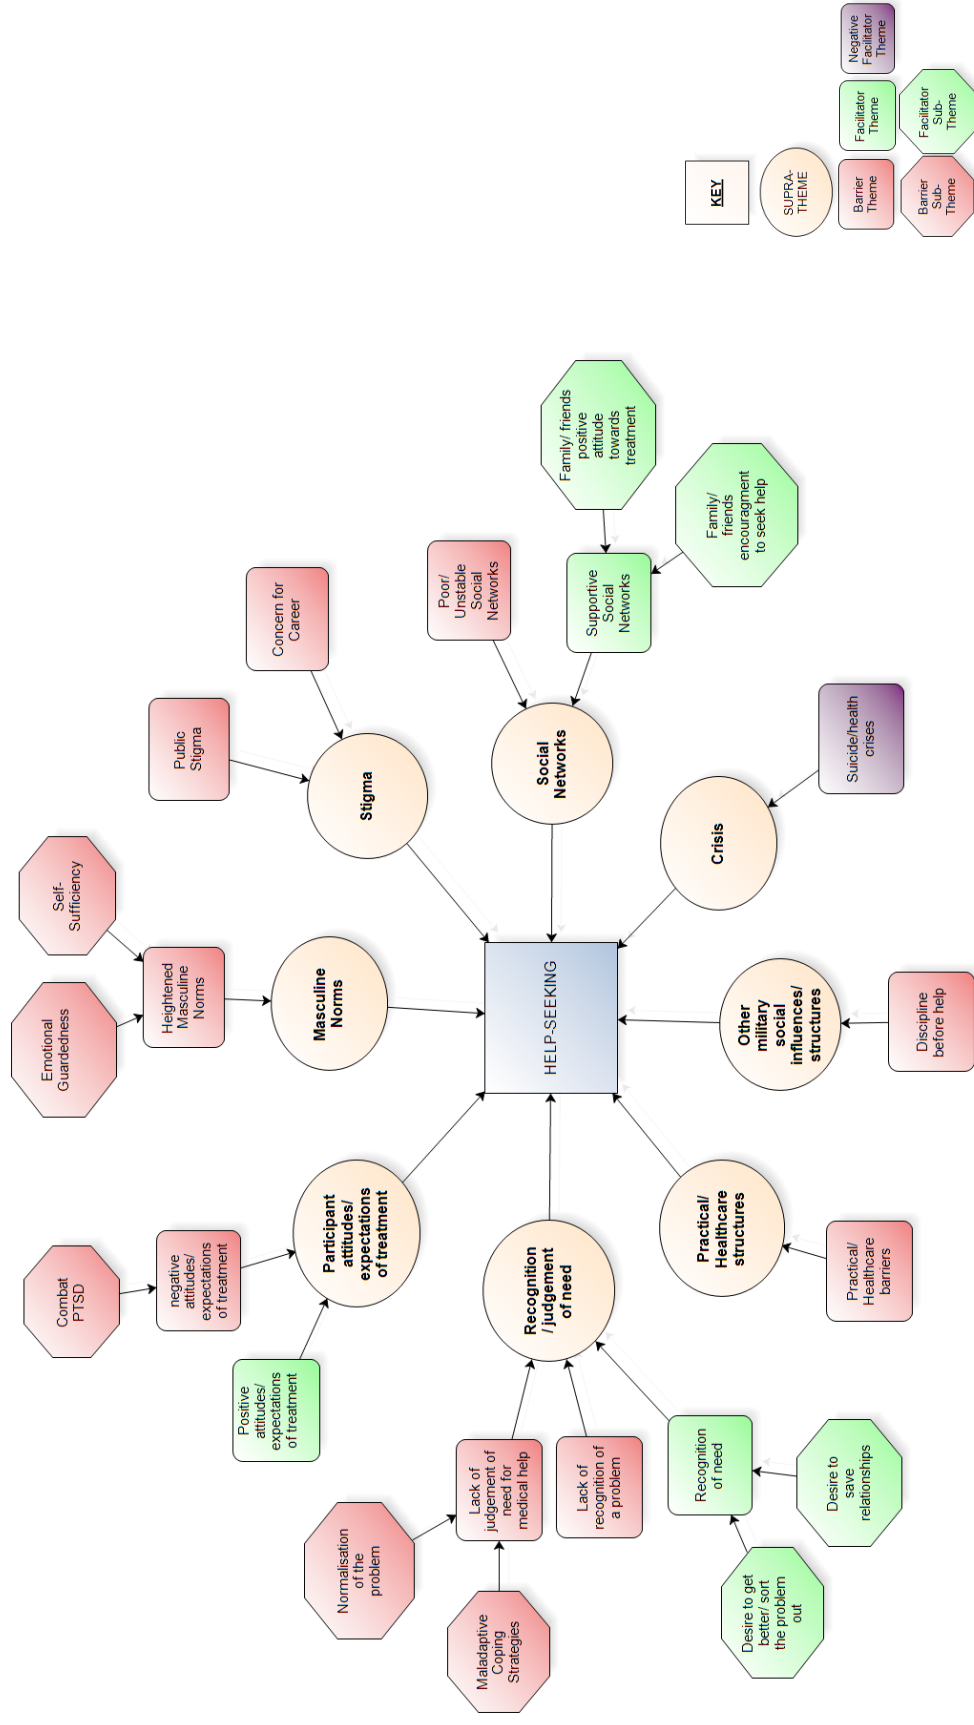 Combat
PTSD
Emotional
Guardedness
Self-
Sufficiency
negative
attitudes/
expectations
of treatment
Heightened
Masculine
Norms
Public
Stigma
Positive
attitudes/
expectations
of treatment
Concern for
Career
Participant
attitudes/
expectations
of treatment
Masculine
Norms
Stigma
Normalisation
of the
problem
Maladaptive
Coping
Strategies
Lack of
judgement of
need for
medical help
Lack of
recognition of
a problem
Recognition
/ judgement
of need
HELP-SEEKING
Social
Networks
Poor/
Unstable
Social
Networks
Supportive
Social
Networks
Family/ friends
positive
attitude
towards
treatment
Family/
friends
encouragment
to seek help
Recognition
of need
Desire to get
better/ sort
the problem
out
Desire to
save
relationships
Practical/
Healthcare
structures
Practical/
Healthcare
barriers
Other
military
social
influences/
structures
Discipline
before help
Crisis
Suicide/health
crises
KEY
SUPRA-
THEME
Barrier
Theme
Facilitator
Theme
Negative
Facilitator
Theme
Barrier
Sub-
Theme
Facilitator
Sub-
Theme